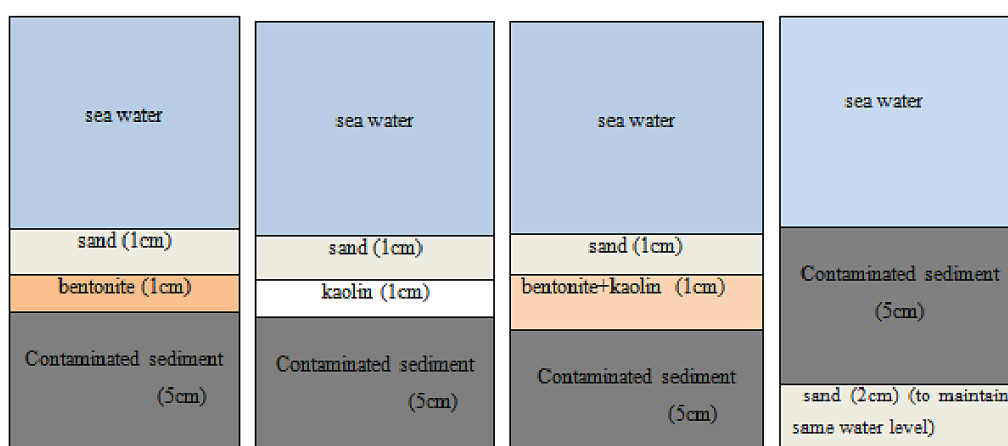 sea water
sand (1cm)
bentonite (1cm)
Contaminated sediment
(5cm)
sea water
sand (1cm)
kaolin (1cm)
Contaminated sediment
(5cm)
sea water
sand (1cm)
bentonite+kaolin (1cm)
Contaminated sediment
(5cm)
sea water
Contaminated sediment
(5cm)
sand (2cm) (to maintain
same water level)